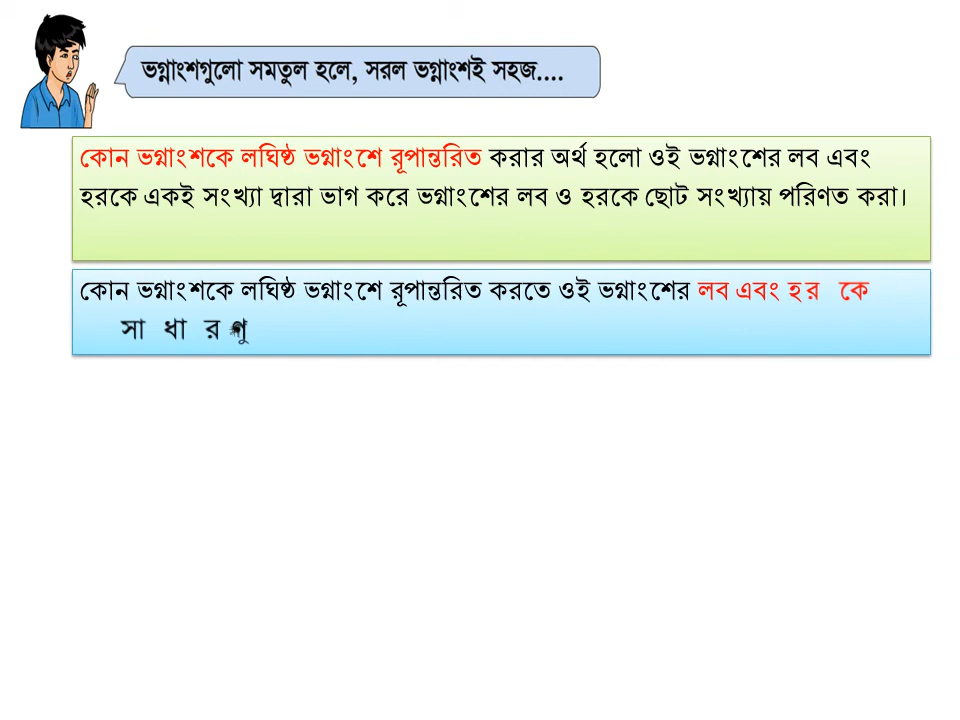 ভগ্নাংশগুলো সমতুল হলে, সরল ভগ্নাংশই সহজ....
কোন ভগ্নাংশকে লঘিষ্ঠ ভগ্নাংশে রূপান্তরিত করার অর্থ হলো ওই ভগ্নাংশের লব এবং
হরকে একই সংখ্যা দ্বারা ভাগ করে ভগ্নাংশের লব ও হরকে ছোট সংখ্যায় পরিণত করা।
কোন ভগ্নাংশকে লঘিষ্ঠ ভগ্নাংশে রূপান্তরিত করতে ওই ভগ্নাংশের লব এবং হর কে
সা ধা র